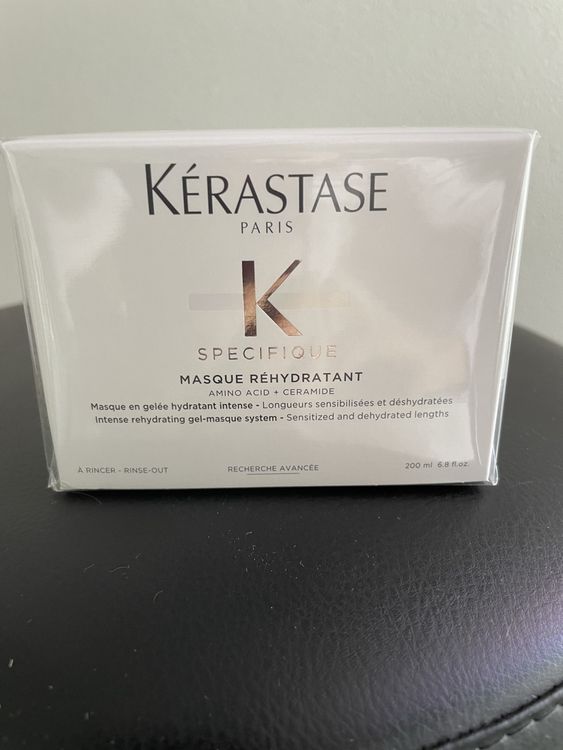 KÉRASTASE
PARIS
K
SPECIFIQUE
MASQUE RÉHYDRATANT
AMINO ACID + CERAMIDE
Masque en gelée hydratant intense - Longueurs sensibilisées et déshydratées
Intense rehydrating gel-masque system - Sensitized and dehydrated lengths
À RINCER - RINSE-OUT RECHERCHE AVANCÉE 200 ml 6.8 fl.oz.